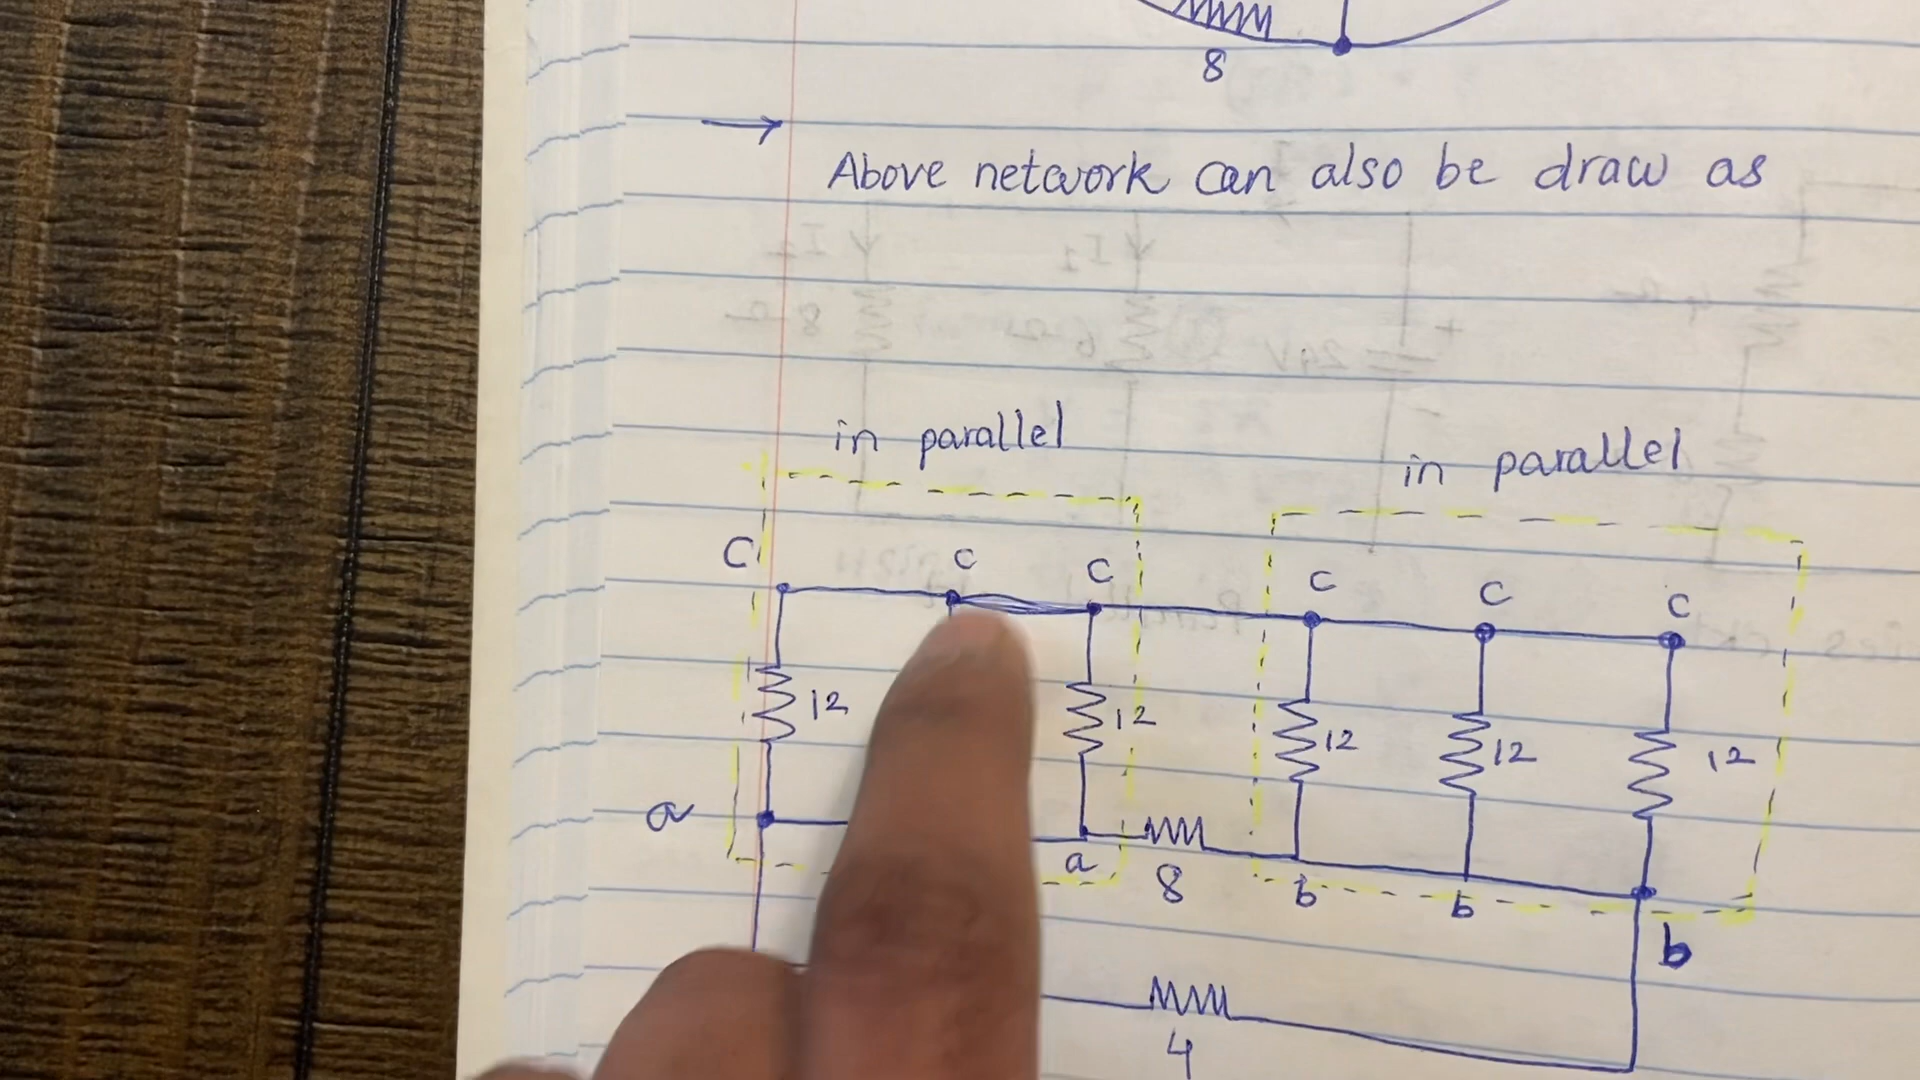 8
Above network can also be draw as
in parallel
in parallel
C c c c c c
12 12 12 12 12
a a 8 b b
b
4